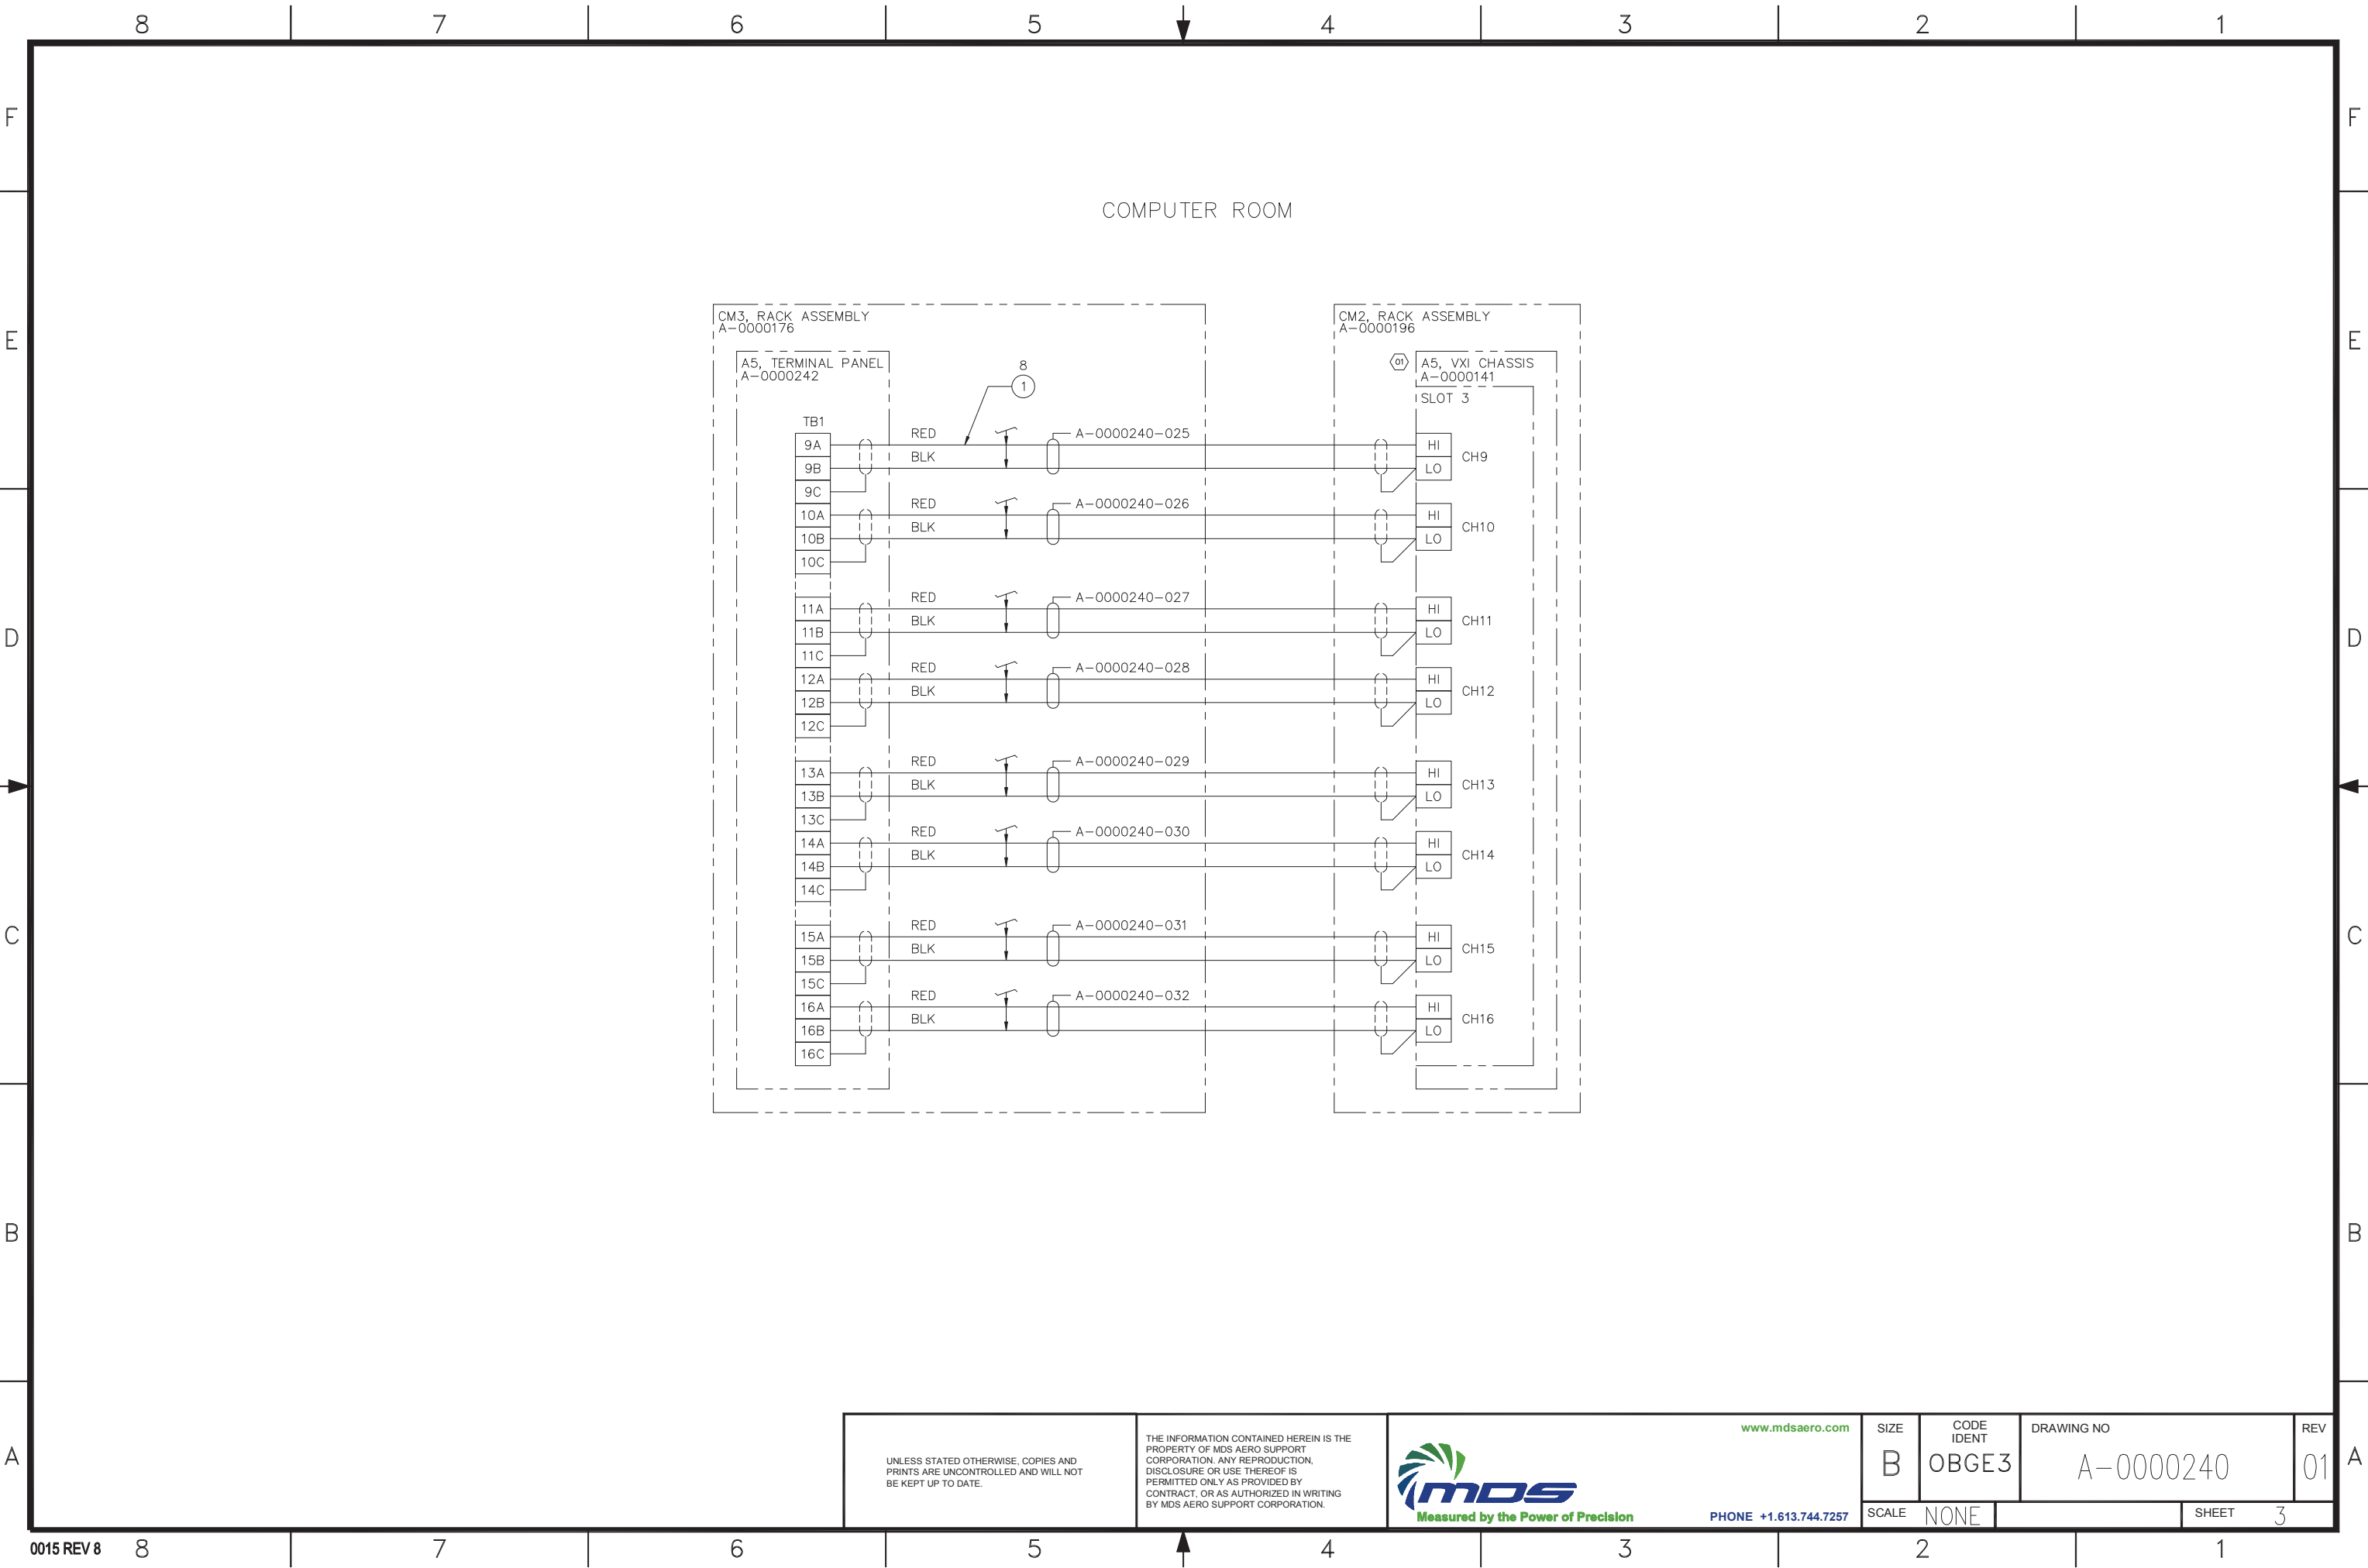 8 7 6 5 4 3 2 1
F F
COMPUTER ROOM
E E
CM3, RACK ASSEMBLY
A-0000176
A5, TERMINAL PANEL
A-0000242
CM2, RACK ASSEMBLY
A-0000196
01
A5, VXI CHASSIS
A-0000141
SLOT 3
8
1
TB1
9A RED A-0000240-025 HI
9B BLK LO CH9
9C
10A RED A-0000240-026 HI
10B BLK LO CH10
10C
11A RED A-0000240-027 HI
11B BLK LO CH11
11C
D D
12A RED A-0000240-028 HI
12B BLK LO CH12
12C
13A RED A-0000240-029 HI
13B BLK LO CH13
13C
14A RED A-0000240-030 HI
14B BLK LO CH14
14C
C C
15A RED A-0000240-031 HI
15B BLK LO CH15
15C
16A RED A-0000240-032 HI
16B BLK LO CH16
16C
B B
A A
UNLESS STATED OTHERWISE, COPIES AND
PRINTS ARE UNCONTROLLED AND WILL NOT
BE KEPT UP TO DATE.
THE INFORMATION CONTAINED HEREIN IS THE
PROPERTY OF MDS AERO SUPPORT
CORPORATION. ANY REPRODUCTION,
DISCLOSURE OR USE THEREOF IS
PERMITTED ONLY AS PROVIDED BY
CONTRACT, OR AS AUTHORIZED IN WRITING
BY MDS AERO SUPPORT CORPORATION.
mDS
Measured by the Power of Precision
www.mdsaero.com
PHONE +1.613.744.7257
SIZE
B
CODE
IDENT
OBGE3
DRAWING NO
A-0000240
REV
01
SCALE NONE
SHEET 3
0015 REV 8
8 7 6 5 4 3 2 1